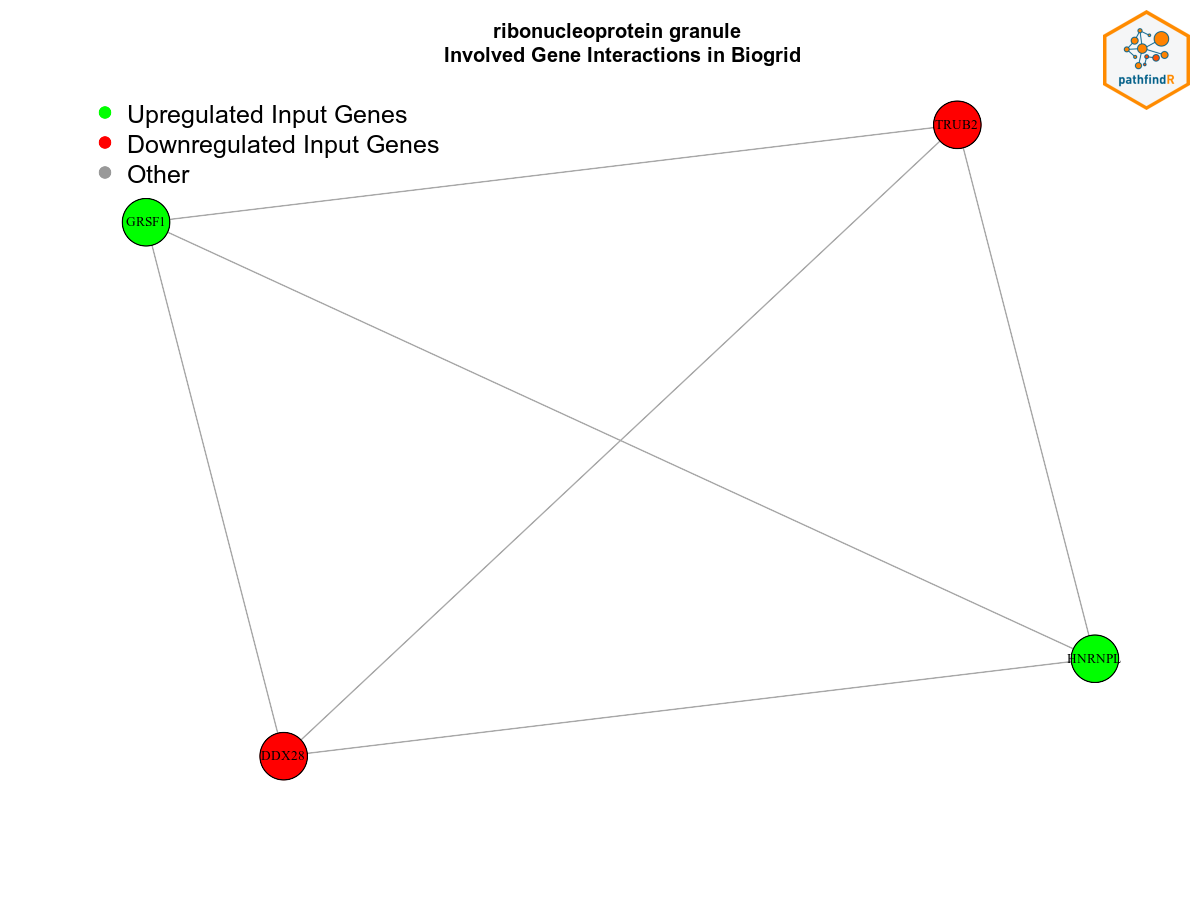 ribonucleoprotein granule
Involved Gene Interactions in Biogrid
pathfindR
Upregulated Input Genes
Downregulated Input Genes
Other
TRUB2
GRSF1
HNRNPL
DDX28